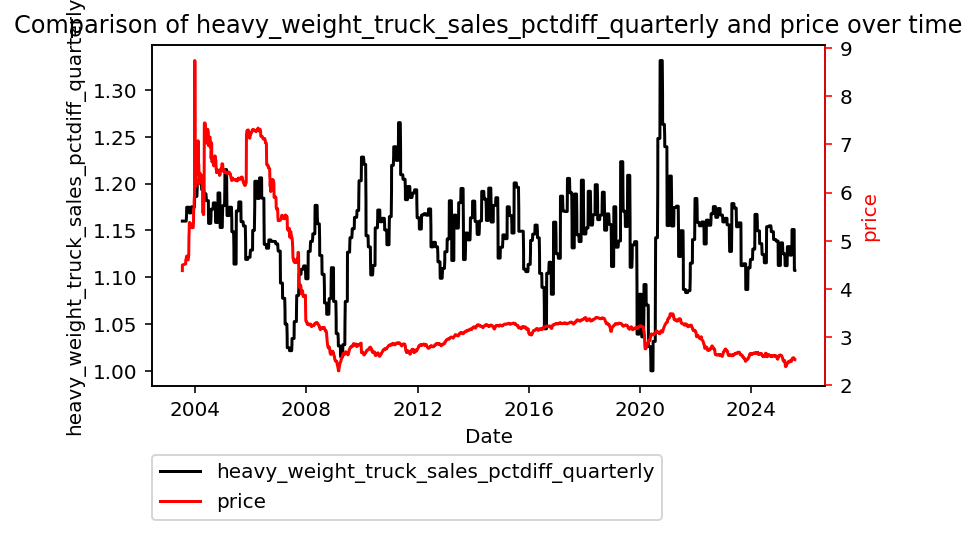 Comparison of heavy_weight_truck_sales_pctdiff_quarterly and price over time
heavy_weight_truck_sales_pctdiff_quarterly
1.30
1.25
1.20
1.15
1.10
1.05
1.00
9
8
7
6
5
4
3
2
price
2004 2008 2012 2016 2020 2024
Date
heavy_weight_truck_sales_pctdiff_quarterly
price